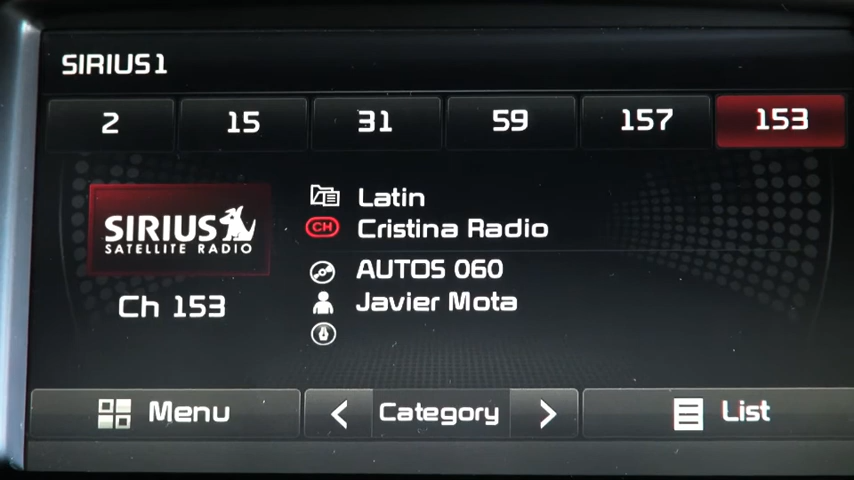 SIRIUS1
2 15 31 59 157 153
SIRIUS
SATELLITE RADIO
Ch 153
Latin
CH Cristina Radio
AUTOS 060
Javier Mota
Menu < Category > List